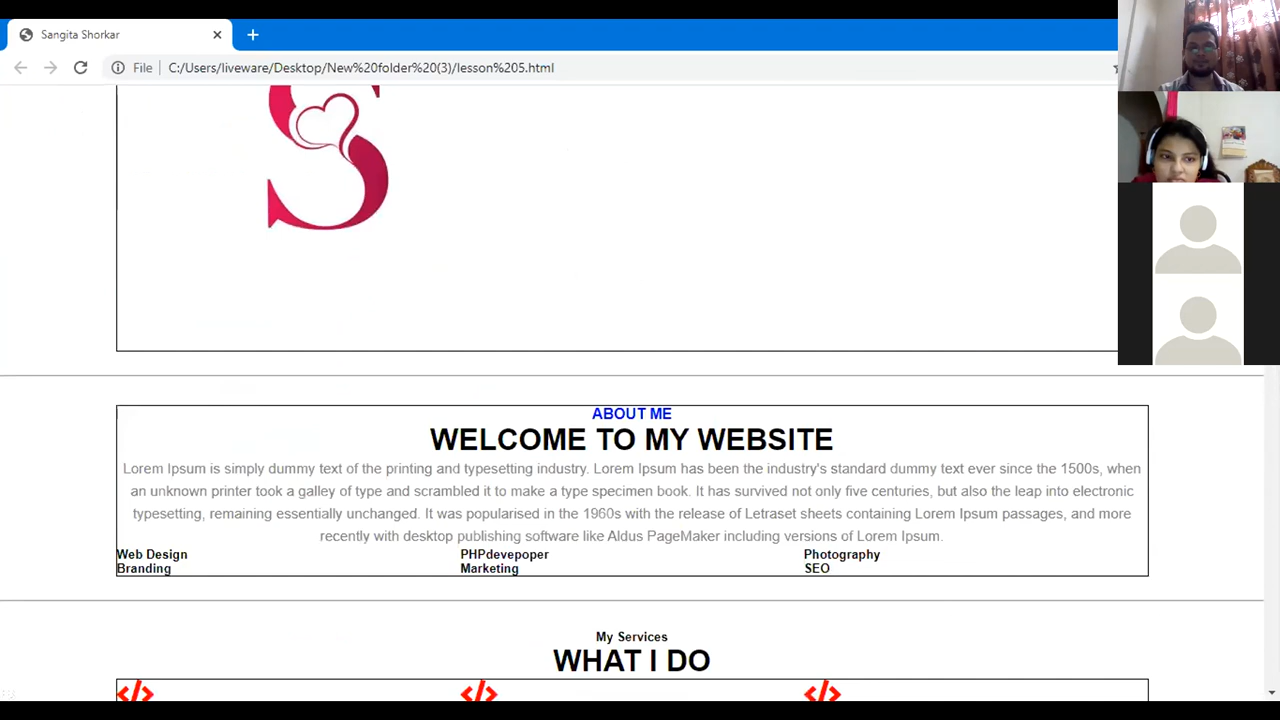 Sangita Shorkar
File C:/Users/liveware/Desktop/New%20folder%20(3)/lesson%205.html
S
ABOUT ME
WELCOME TO MY WEBSITE
Lorem Ipsum is simply dummy text of the printing and typesetting industry. Lorem Ipsum has been the industry's standard dummy text ever since the 1500s, when
an unknown printer took a galley of type and scrambled it to make a type specimen book. It has survived not only five centuries, but also the leap into electronic
typesetting, remaining essentially unchanged. It was popularised in the 1960s with the release of Letraset sheets containing Lorem Ipsum passages, and more
recently with desktop publishing software like Aldus PageMaker including versions of Lorem Ipsum.
Web Design PHPdevepoper Photography
Branding Marketing SEO
My Services
WHAT I DO
</> </> </>